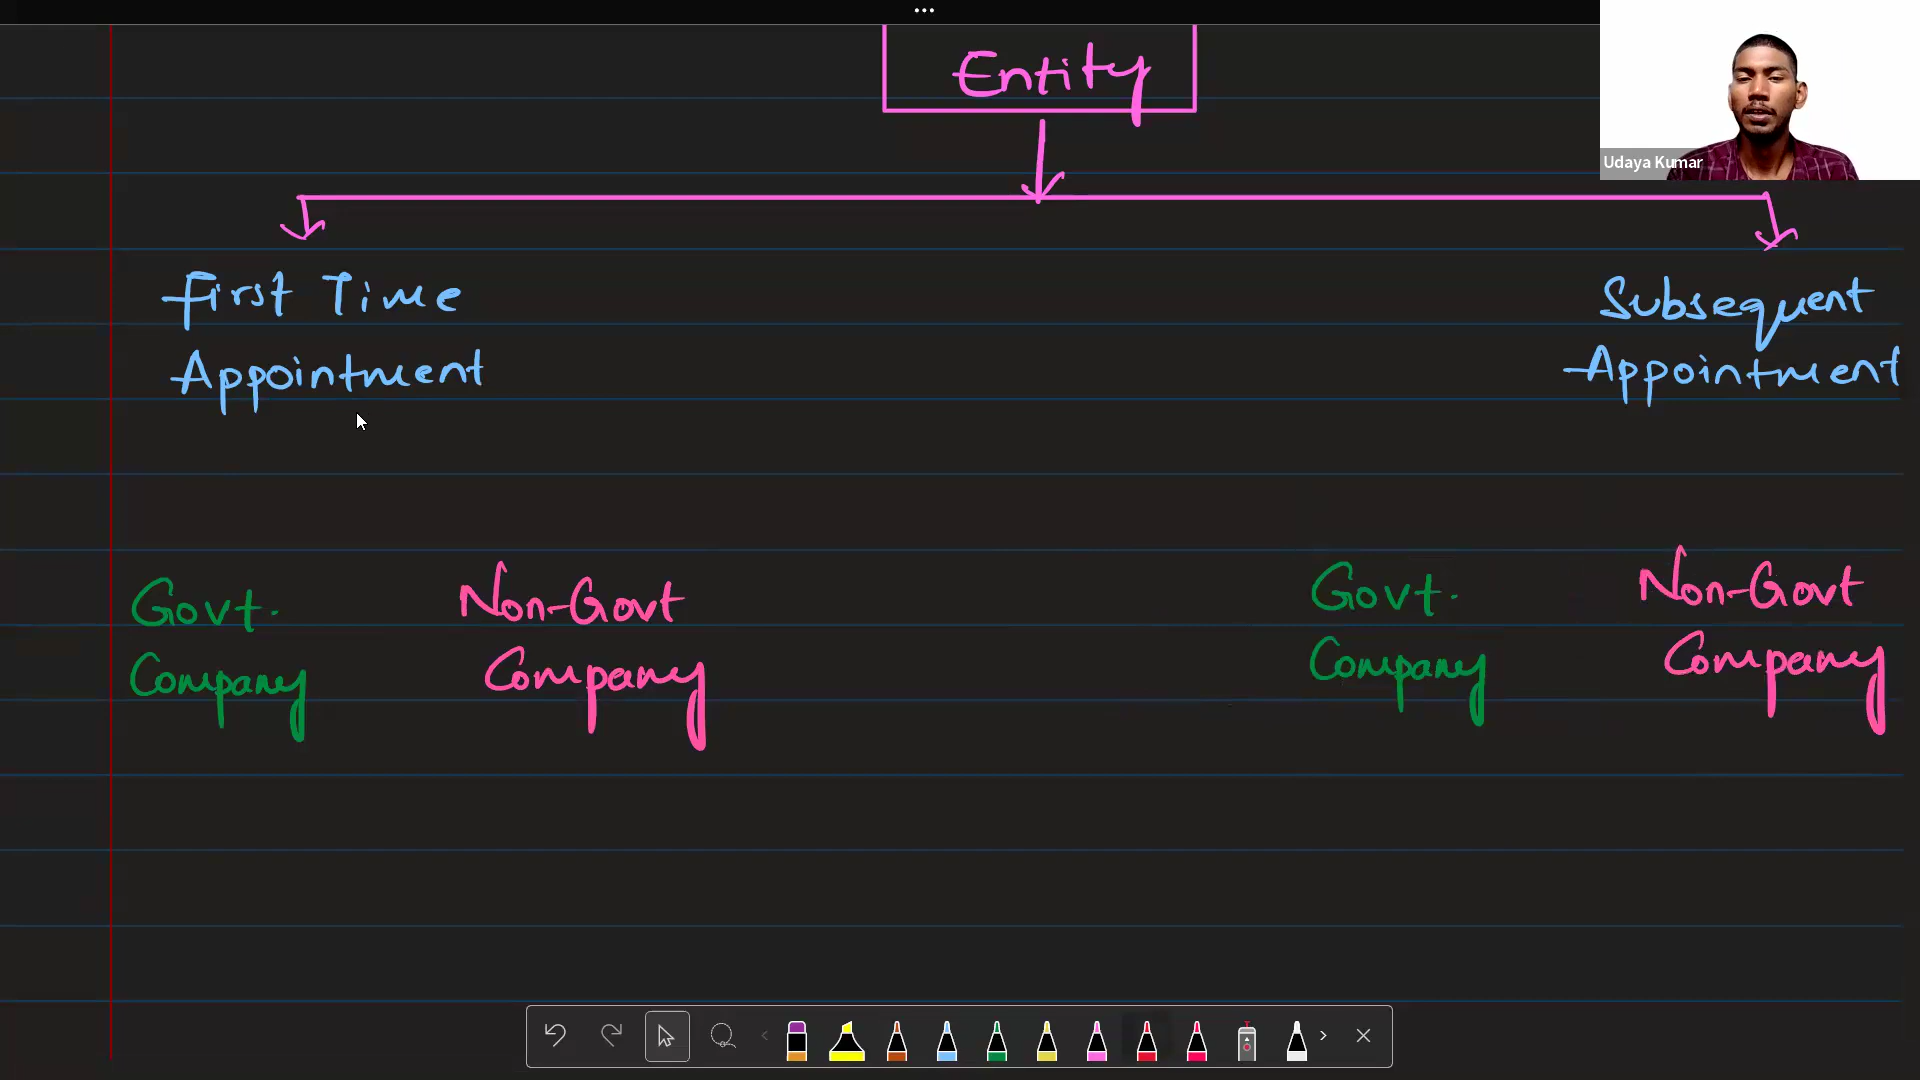 ...
Entity
Udaya Kumar
First Time
Appointment
Subsequent
Appointment
Govt.
Company
Non-Govt
Company
Govt.
Company
Non-Govt
Company